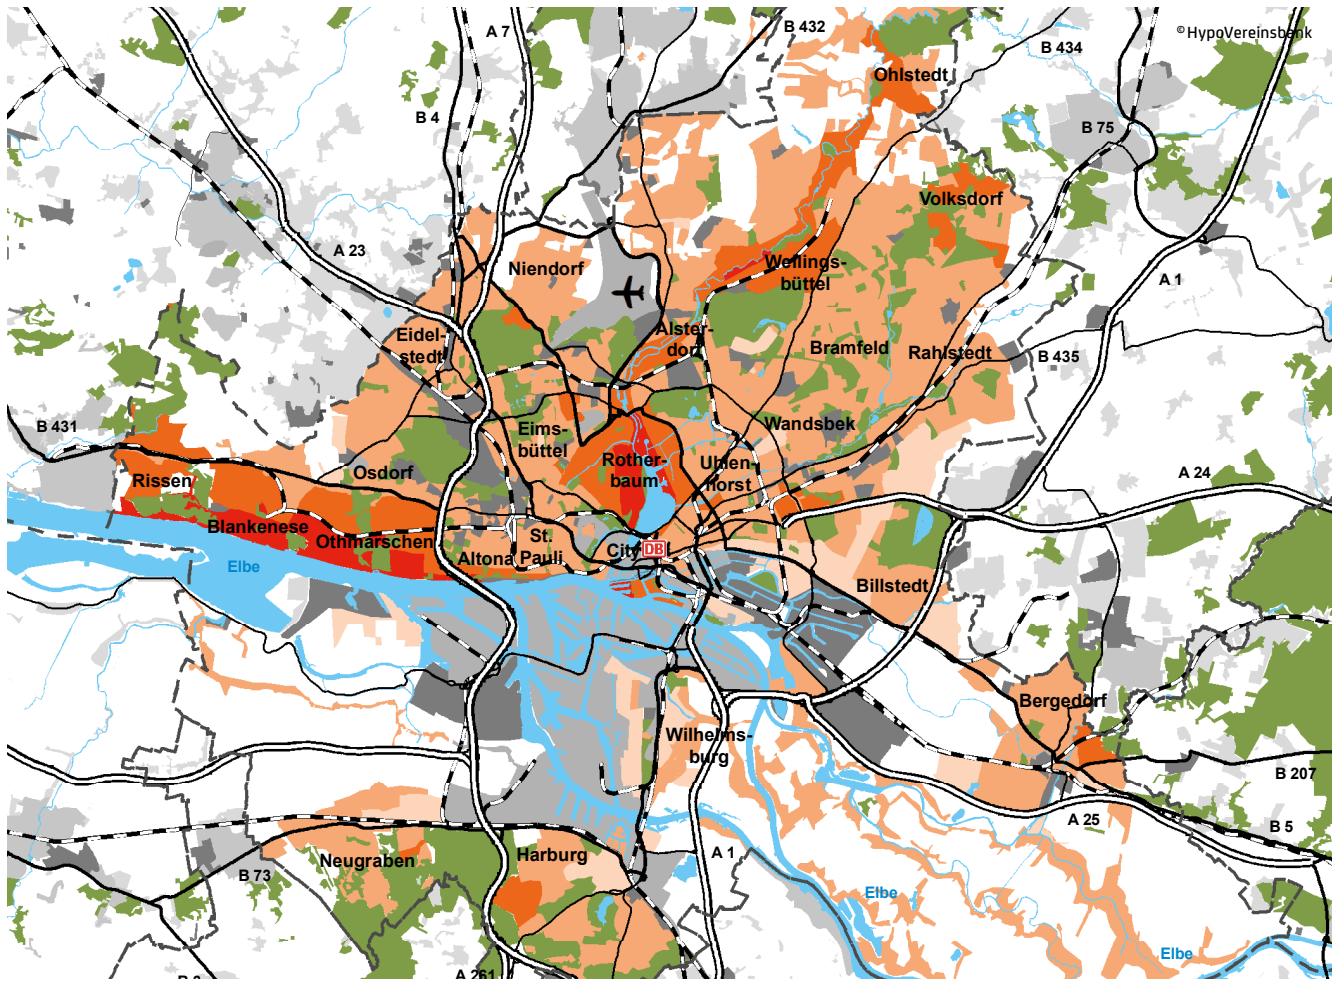 B 432
A 7
©HypoVereinsbank
B 434
Ohlstedt
B 4
B 75
Volksdorf
A 23
Niendorf
Wellings-
büttel
A 1
Eidel-
stedt
Alster-
dorf
Bramfeld
Rahlstedt
B 435
B 431
Eims-
büttel
Wandsbek
Osdorf
Rother-
baum
Uhlen-
horst
A 24
Rissen
Blankenese
Othmarschen
St.
Pauli
City
DB
Altona
Elbe
Billstedt
Bergedorf
Wilhelms-
burg
B 207
A 25
B 5
Neugraben
Harburg
A 1
B 73
Elbe
Elbe
A 261